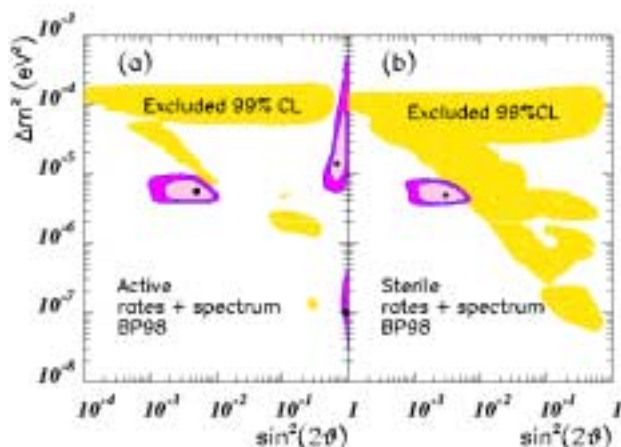 (a)
(b)
Δm² (eV²)
10⁻³
10⁻⁴
10⁻⁵
10⁻⁶
10⁻⁷
10⁻⁸
Excluded 99% CL
Excluded 99%CL
Active
rates + spectrum
BP98
Sterile
rates + spectrum
BP98
10⁻⁴ 10⁻³ 10⁻² 10⁻¹ 1 10⁻³ 10⁻² 10⁻¹ 1
sin²(2ϑ) sin²(2ϑ)